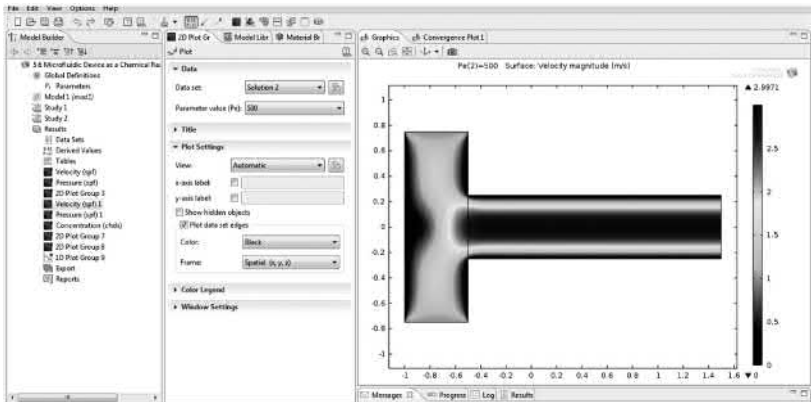 File Edit View Options Help
Model Builder
3.6 Microfluidic Device as a Chemical Rea
Global Definitions
Pᵢ Parameters
Model 1 (mod1)
Study 1
Study 2
Results
Data Sets
Derived Values
Tables
Velocity (spf)
Pressure (spf)
2D Plot Group 3
Velocity (spf) 1
Pressure (spf) 1
Concentration (chds)
2D Plot Group 7
2D Plot Group 8
1D Plot Group 9
Export
Reports
2D Plot Gr Model Libr Material Br
Plot
Data
Data set: Solution 2
Parameter value (Pe): 500
Title
Plot Settings
View: Automatic
x-axis label:
y-axis label:
Show hidden objects
Plot data set edges
Color: Black
Frame: Spatial (x, y, z)
Color Legend
Window Settings
Graphics Convergence Plot 1
Pe(2)=500 Surface: Velocity magnitude (m/s)
▲ 2.9971
1
0.8
0.6
0.4
0.2
0
-0.2
-0.4
-0.6
-0.8
-1
-1 -0.8 -0.6 -0.4 -0.2 0 0.2 0.4 0.6 0.8 1 1.2 1.4 1.6
2.5
2
1.5
1
0.5
▼ 0
Messages Progress Log Results